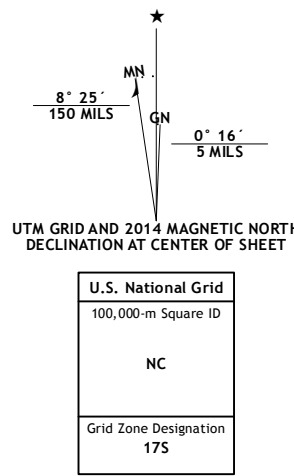 ★
MN
8° 25´
150 MILS
GN
0° 16´
5 MILS
UTM GRID AND 2014 MAGNETIC NORTH
DECLINATION AT CENTER OF SHEET
U.S. National Grid
100,000-m Square ID
NC
Grid Zone Designation
17S